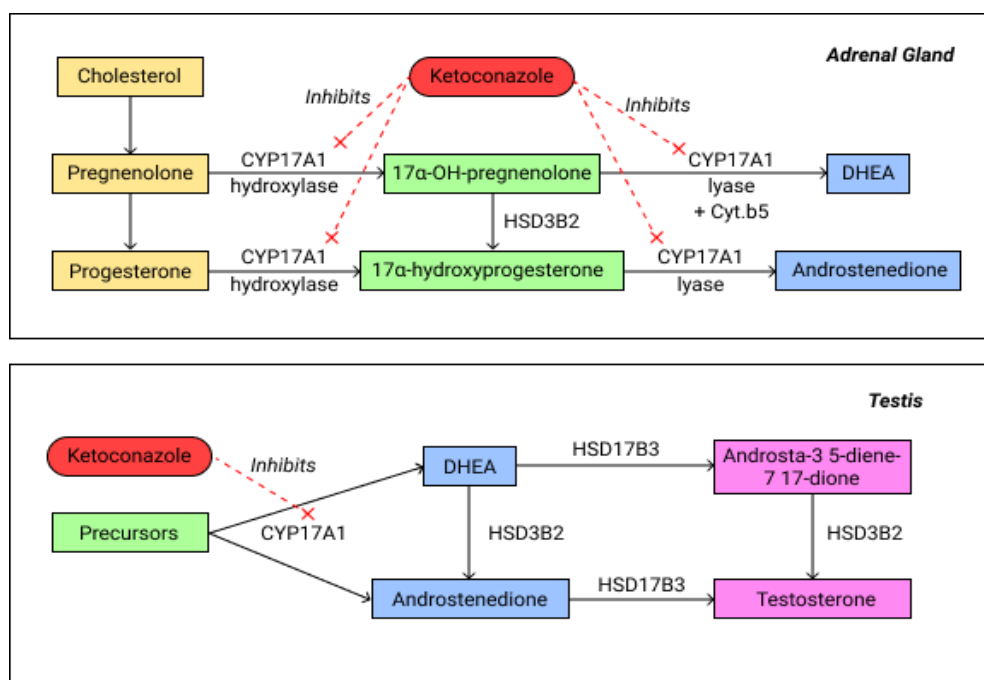 Adrenal Gland
Cholesterol
Ketoconazole
Inhibits
Inhibits
Pregnenolone
CYP17A1
hydroxylase
17α-OH-pregnenolone
CYP17A1
lyase
+ Cyt.b5
DHEA
HSD3B2
Progesterone
CYP17A1
hydroxylase
17α-hydroxyprogesterone
CYP17A1
lyase
Androstenedione
Testis
Ketoconazole
Inhibits
Precursors
CYP17A1
DHEA
HSD17B3
Androsta-3 5-diene-
7 17-dione
HSD3B2
HSD3B2
Androstenedione
HSD17B3
Testosterone